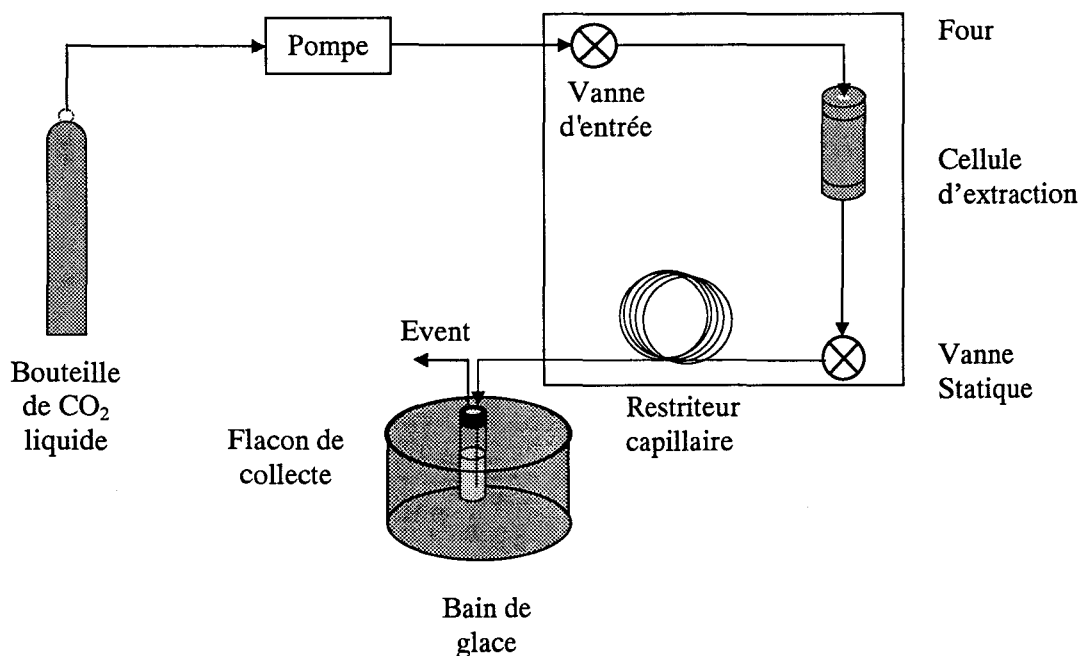 Pompe
Four
Vanne
d'entrée
Cellule
d'extraction
Event
Vanne
Statique
Bouteille
de CO₂
liquide
Restriteur
capillaire
Flacon de
collecte
Bain de
glace